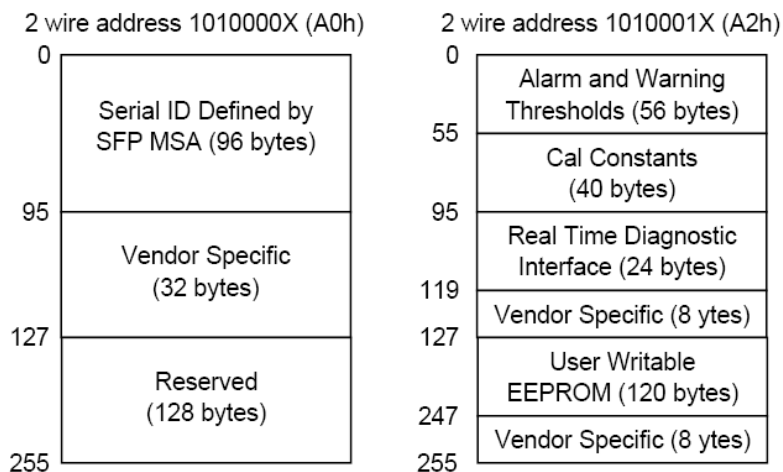 2 wire address 1010000X (A0h)
0
Serial ID Defined by
SFP MSA (96 bytes)
95
Vendor Specific
(32 bytes)
127
Reserved
(128 bytes)
255
2 wire address 1010001X (A2h)
0
Alarm and Warning
Thresholds (56 bytes)
55
Cal Constants
(40 bytes)
95
Real Time Diagnostic
Interface (24 bytes)
119
Vendor Specific (8 ytes)
127
User Writable
EEPROM (120 bytes)
247
Vendor Specific (8 ytes)
255